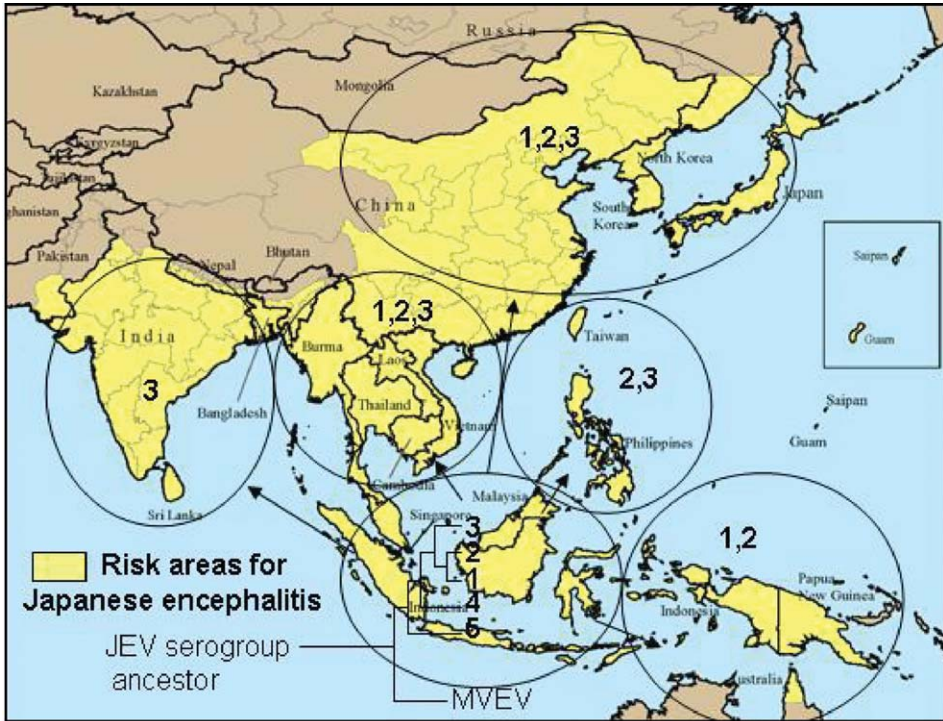 Russia
Kazakhstan
Mongolia
1,2,3
Kyrgyzstan
North Korea
Tajikistan
China
South
Korea
Japan
ghanistan
Pakistan
Nepal
Bhutan
Saipan
Guam
India
1,2,3
Burma
Laos
Taiwan
2,3
3
Bangladesh
Thailand
Vietnam
Saipan
Guam
Philippines
Cambodia
Malaysia
Sri Lanka
Singapore
3
2
1
4
5
1,2
Risk areas for
Japanese encephalitis
Indonesia
Indonesia
Papua
New Guinea
JEV serogroup
ancestor
MVEV
Australia